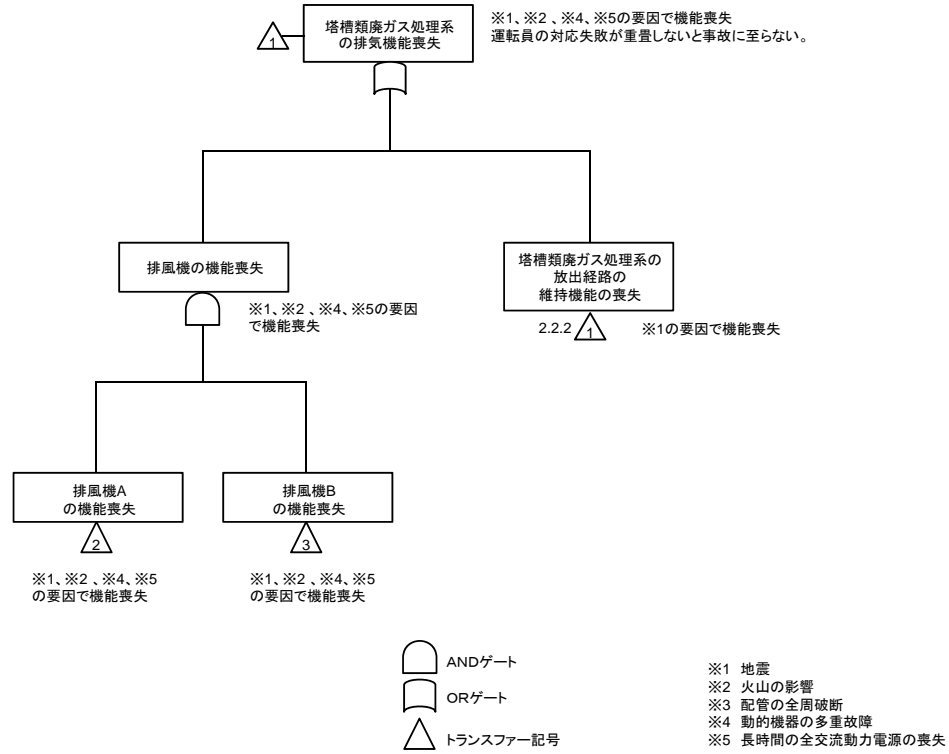 塔槽類廃ガス処理系
の排気機能喪失
1
※1、※2 、※4、※5の要因で機能喪失
運転員の対応失敗が重畳しないと事故に至らない。
排風機の機能喪失
※1、※2 、※4、※5の要因
で機能喪失
塔槽類廃ガス処理系の
放出経路の
維持機能の喪失
2.2.2
1
※1の要因で機能喪失
排風機A
の機能喪失
2
※1、※2 、※4、※5
の要因で機能喪失
排風機B
の機能喪失
3
※1、※2 、※4、※5
の要因で機能喪失
ANDゲート
ORゲート
トランスファー記号
※1 地震
※2 火山の影響
※3 配管の全周破断
※4 動的機器の多重故障
※5 長時間の全交流動力電源の喪失